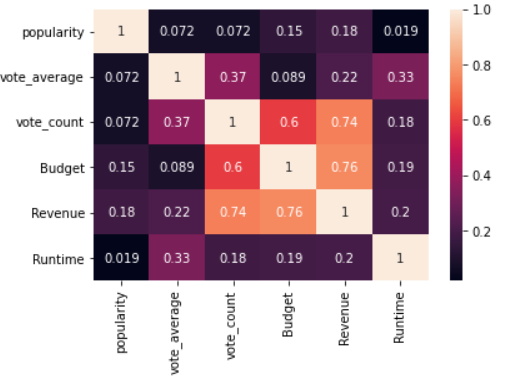 popularity 1 0.072 0.072 0.15 0.18 0.019
vote_average 0.072 1 0.37 0.089 0.22 0.33
vote_count 0.072 0.37 1 0.6 0.74 0.18
Budget 0.15 0.089 0.6 1 0.76 0.19
Revenue 0.18 0.22 0.74 0.76 1 0.2
Runtime 0.019 0.33 0.18 0.19 0.2 1
popularity vote_average vote_count Budget Revenue Runtime
1.0
0.8
0.6
0.4
0.2